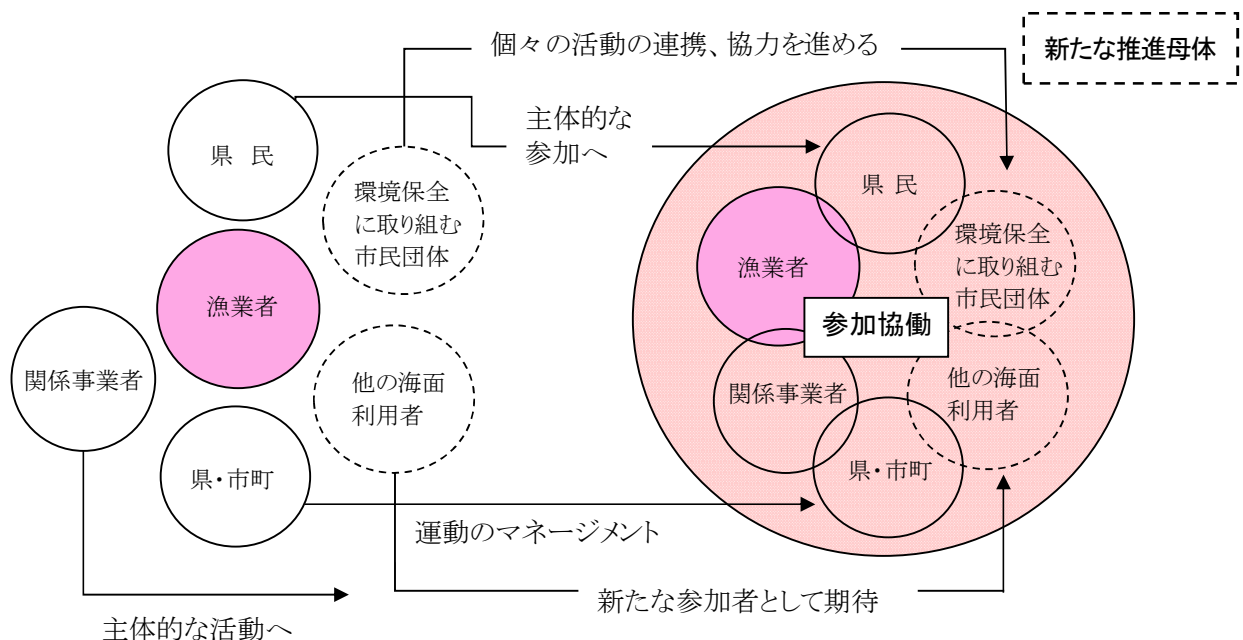 個々の活動の連携、協力を進める
新たな推進母体
主体的な
参加へ
県 民
環境保全
に取り組む
市民団体
漁業者
関係事業者
他の海面
利用者
県・市町
県 民
漁業者
環境保全
に取り組む
市民団体
参加協働
関係事業者
他の海面
利用者
県・市町
運動のマネージメント
新たな参加者として期待
主体的な活動へ